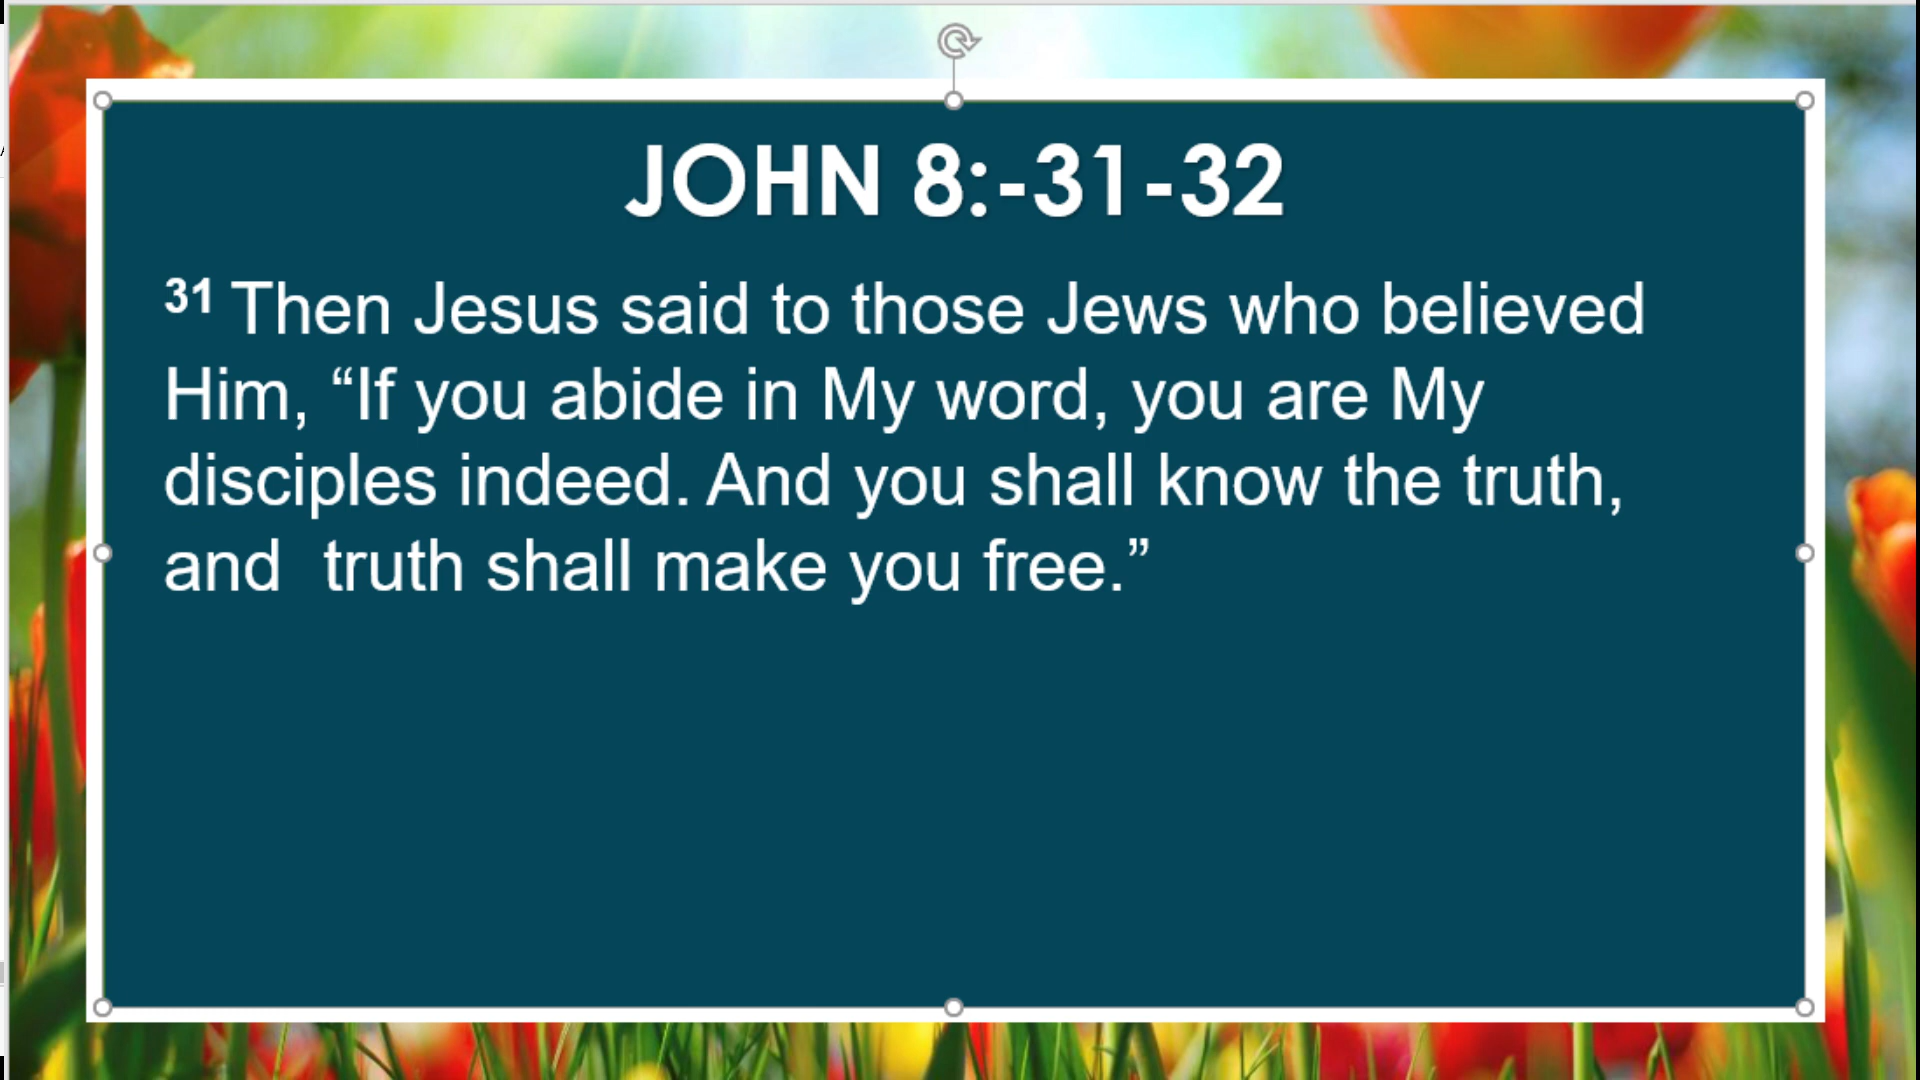 JOHN 8:-31-32
31 Then Jesus said to those Jews who believed
Him, “If you abide in My word, you are My
disciples indeed. And you shall know the truth,
and  truth shall make you free.”